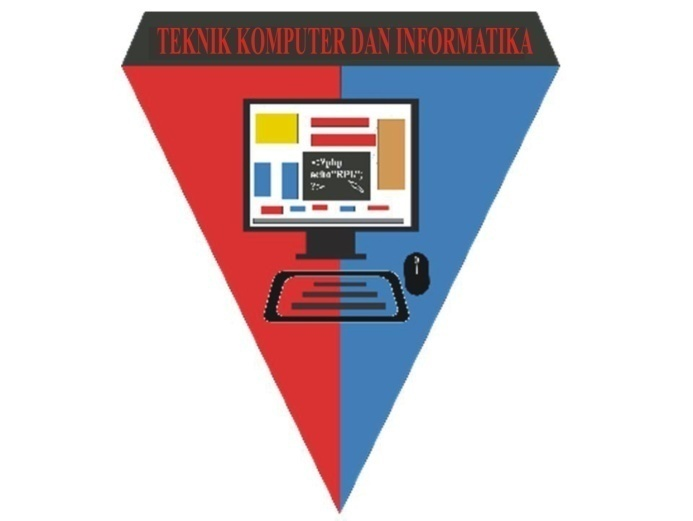 TEKNIK KOMPUTER DAN INFORMATIKA
<?php
echo"RPL";
?>